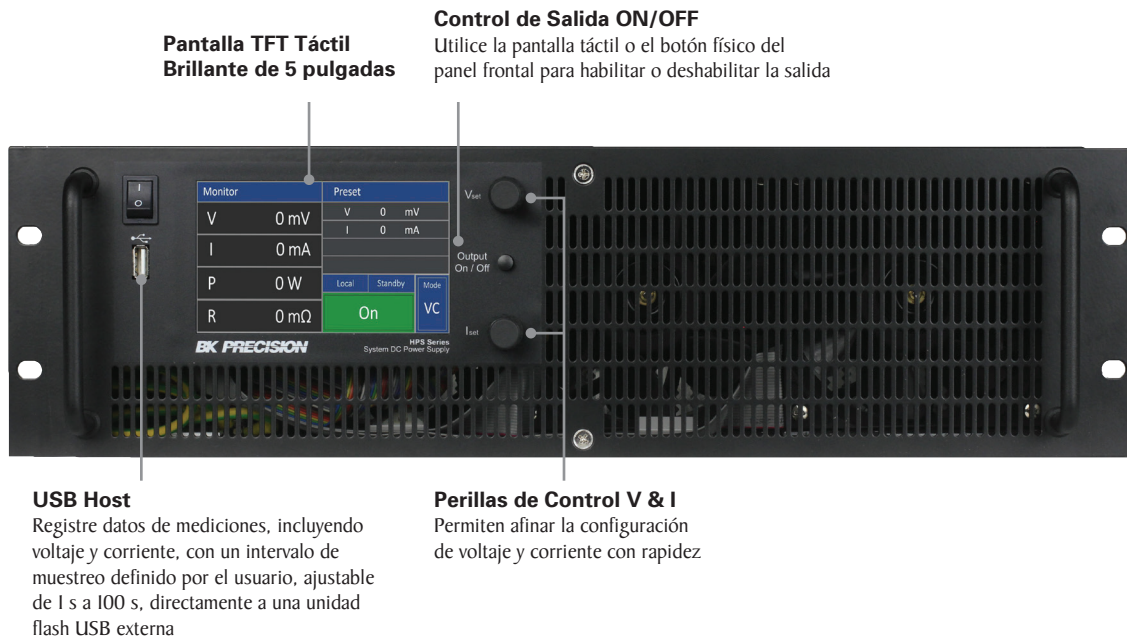 Control de Salida ON/OFF
Utilice la pantalla táctil o el botón físico del
panel frontal para habilitar o deshabilitar la salida
Pantalla TFT Táctil
Brillante de 5 pulgadas
I
O
Monitor
V 0 mV
I 0 mA
P 0 W
R 0 mΩ
Preset
V 0 mV
I 0 mA
Local Standby Mode
On VC
Vset
Output
On / Off
Iset
BK PRECISION
HPS Series
System DC Power Supply
USB Host
Registre datos de mediciones, incluyendo
voltaje y corriente, con un intervalo de
muestreo definido por el usuario, ajustable
de 1 s a 100 s, directamente a una unidad
flash USB externa
Perillas de Control V & I
Permiten afinar la configuración
de voltaje y corriente con rapidez